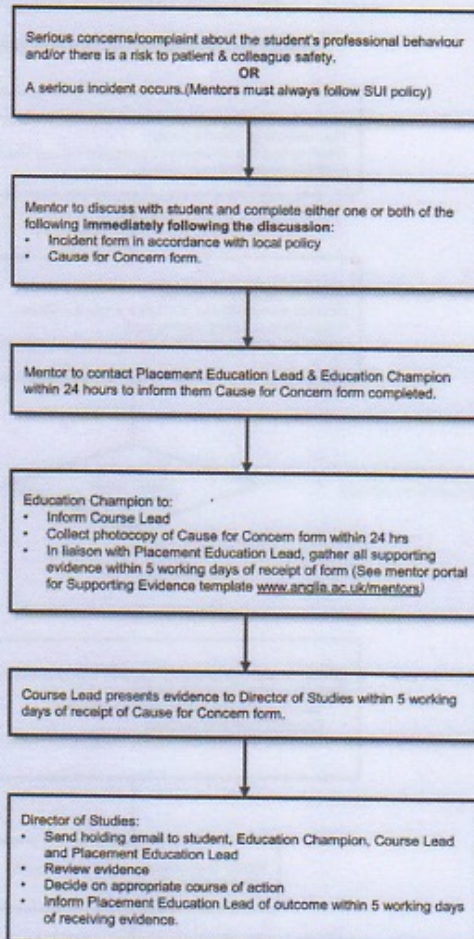 Serious concerns/complaint about the student's professional behaviour
and/or there is a risk to patient & colleague safety.
OR
A serious incident occurs.(Mentors must always follow SUI policy)
Mentor to discuss with student and complete either one or both of the
following immediately following the discussion:
• Incident form in accordance with local policy
• Cause for Concern form.
Mentor to contact Placement Education Lead & Education Champion
within 24 hours to inform them Cause for Concern form completed.
Education Champion to:
• Inform Course Lead
• Collect photocopy of Cause for Concern form within 24 hrs
• In liaison with Placement Education Lead, gather all supporting
evidence within 5 working days of receipt of form (See mentor portal
for Supporting Evidence template www.anglia.ac.uk/mentors)
Course Lead presents evidence to Director of Studies within 5 working
days of receipt of Cause for Concern form.
Director of Studies:
• Send holding email to student, Education Champion, Course Lead
and Placement Education Lead
• Review evidence
• Decide on appropriate course of action
• Inform Placement Education Lead of outcome within 5 working days
of receiving evidence.